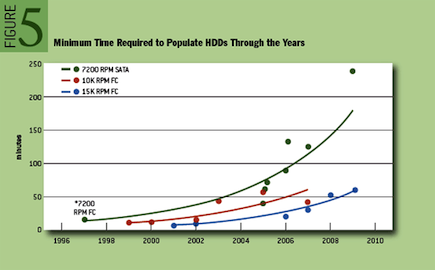 FIGURE
5
Minimum Time Required to Populate HDDs Through the Years
250
7200 RPM SATA
10K RPM FC
200
15K RPM FC
150
minutes
100
50
*7200
RPM FC
0
1996 1998 2000 2002 2004 2006 2008 2010